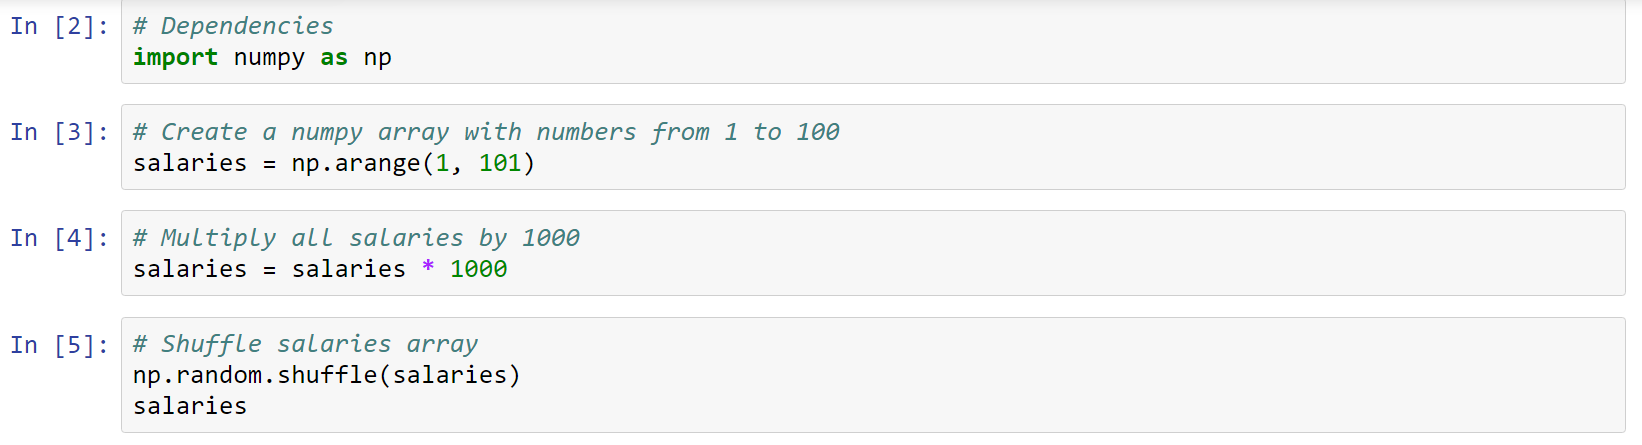 In [2]: # Dependencies
import numpy as np
In [3]: # Create a numpy array with numbers from 1 to 100
salaries = np.arange(1, 101)
In [4]: # Multiply all salaries by 1000
salaries = salaries * 1000
In [5]: # Shuffle salaries array
np.random.shuffle(salaries)
salaries